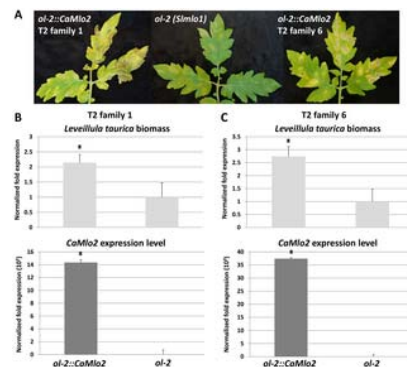 A
ol-2::CaMlo2
T2 family 1
ol-2 (Slmlo1)
ol-2::CaMlo2
T2 family 6
B
T2 family 1
Leveillula taurica biomass
Normalized fold expression
2.5
2
1.5
1
0.5
0
*
CaMlo2 expression level
Normalized fold expression (10³)
16
14
12
10
8
6
4
2
0
*
ol-2::CaMlo2
ol-2
C
T2 family 6
Leveillula taurica biomass
Normalized fold expression
3.5
3
2.5
2
1.5
1
0.5
0
*
CaMlo2 expression level
40
35
30
25
20
15
10
5
0
*
ol-2::CaMlo2
ol-2